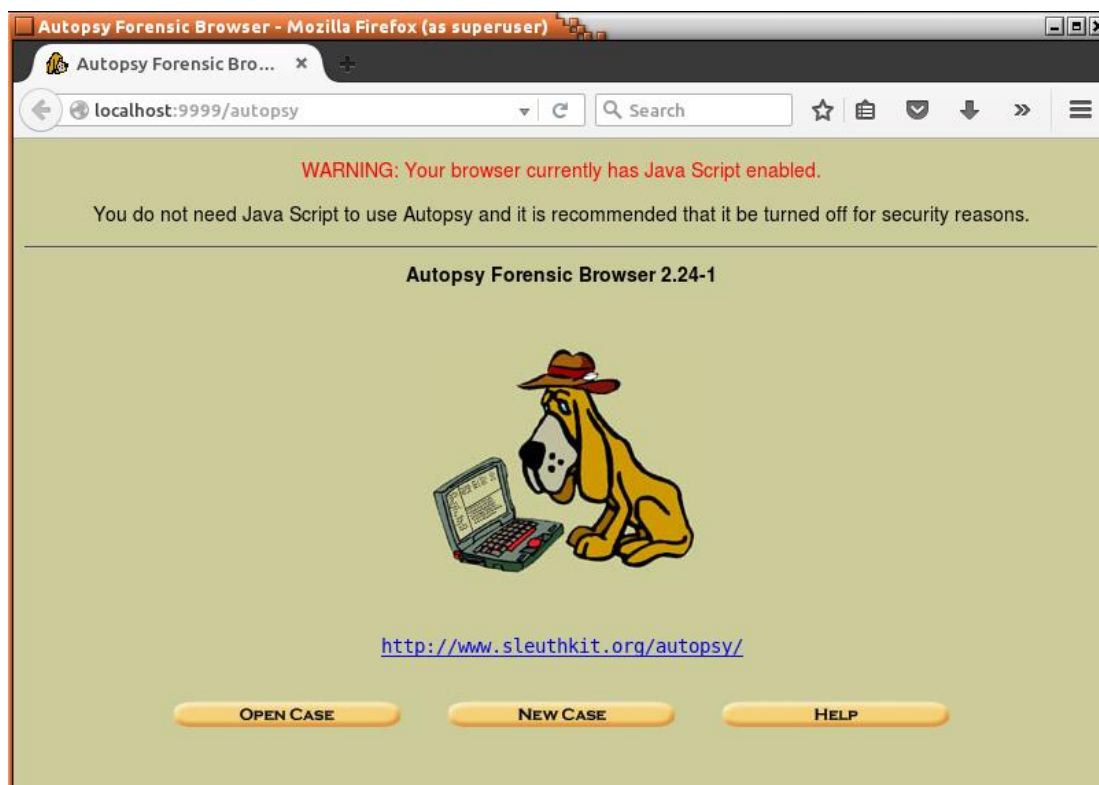 Autopsy Forensic Browser - Mozilla Firefox (as superuser)
Autopsy Forensic Bro...
localhost:9999/autopsy
Search
WARNING: Your browser currently has Java Script enabled.
You do not need Java Script to use Autopsy and it is recommended that it be turned off for security reasons.
Autopsy Forensic Browser 2.24-1
http://www.sleuthkit.org/autopsy/
OPEN CASE
NEW CASE
HELP